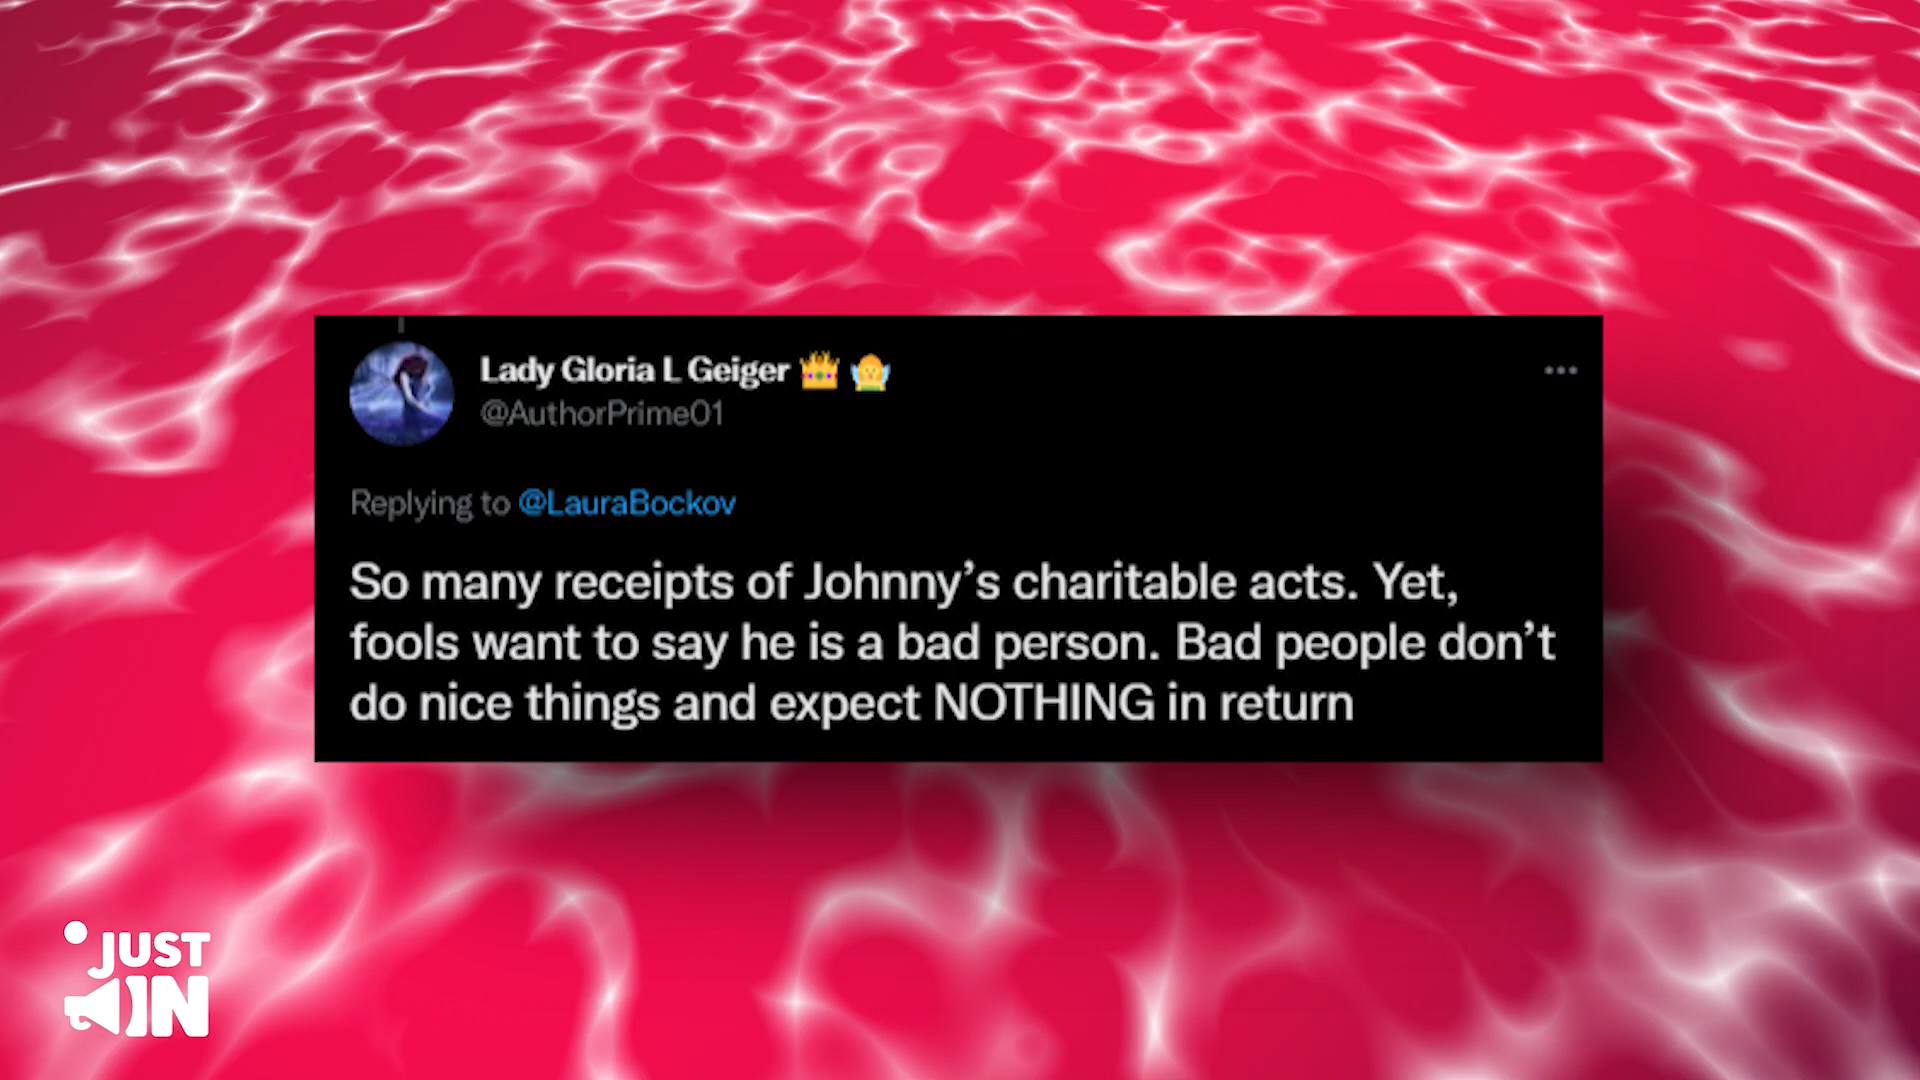 Lady Gloria L Geiger 👑 🧚
@AuthorPrime01
Replying to @LauraBockov
So many receipts of Johnny’s charitable acts. Yet,
fools want to say he is a bad person. Bad people don’t
do nice things and expect NOTHING in return
JUST
IN